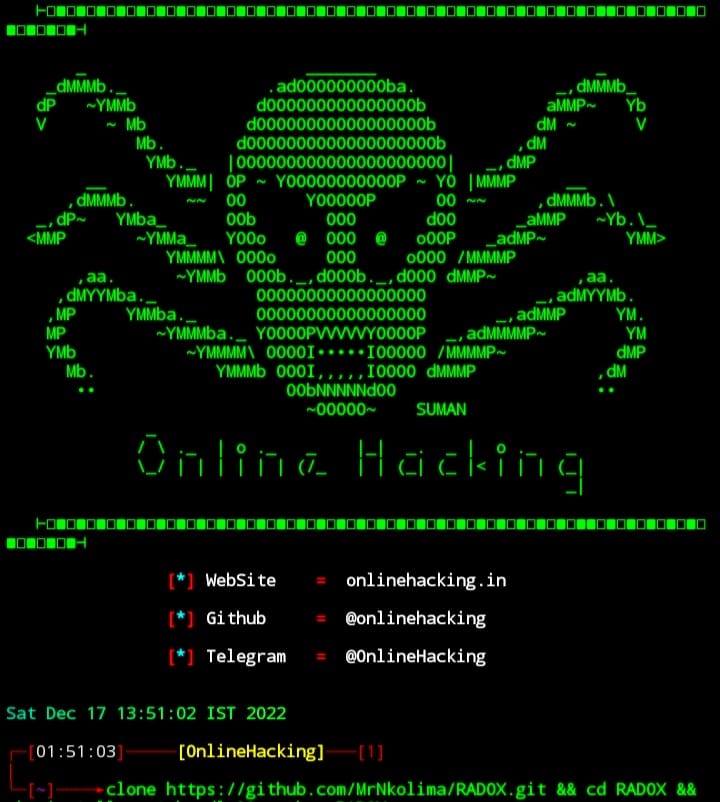 SUMAN
Online Hacking
[*] WebSite = onlinehacking.in
[*] Github = @onlinehacking
[*] Telegram = @OnlineHacking
Sat Dec 17 13:51:02 IST 2022
[01:51:03] [OnlineHacking] [1]
[~] clone https://github.com/MrNkolima/RADOX.git && cd RADOX &&